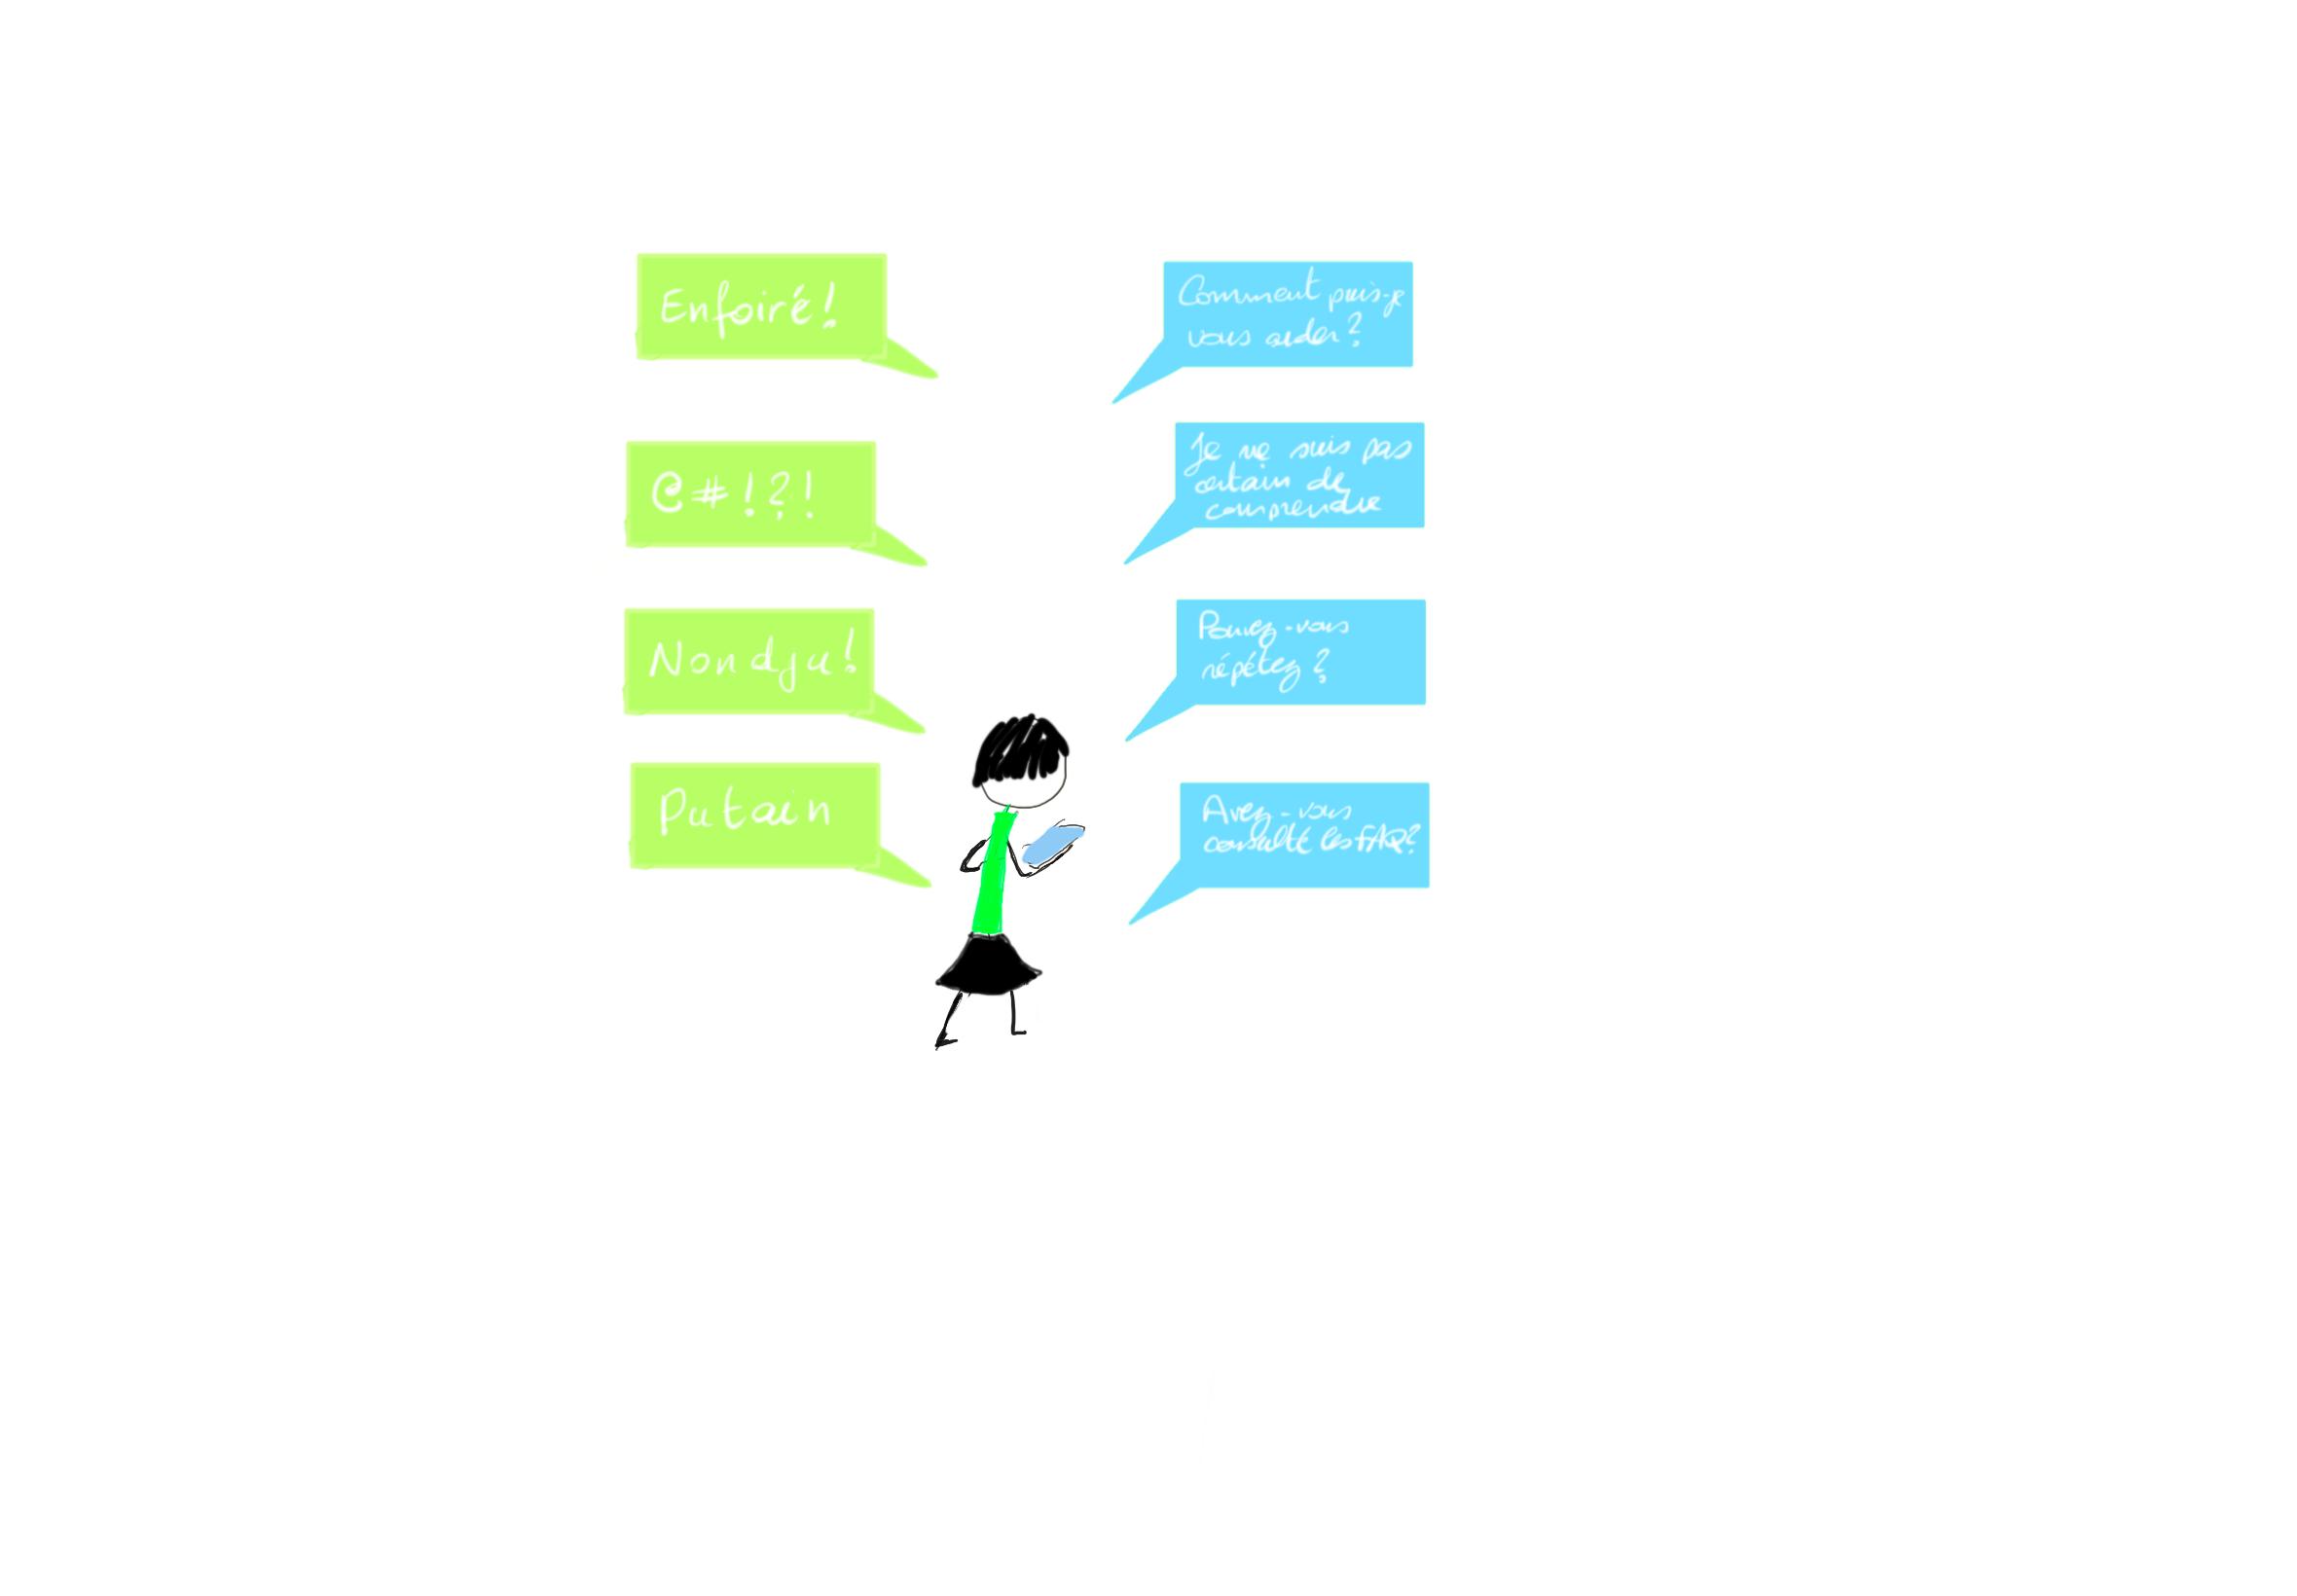 Enfoiré!
Comment puis-je
vous aider?
@#!?!
Je ne suis pas
certain de
comprendre
Nondju!
Pouvez-vous
répétez?
Putain
Avez-vous
consulté les FAQ?